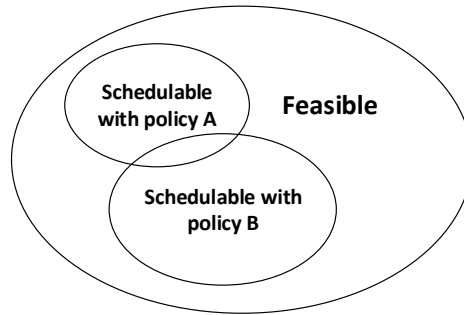 Schedulable
with policy A
Feasible
Schedulable with
policy B